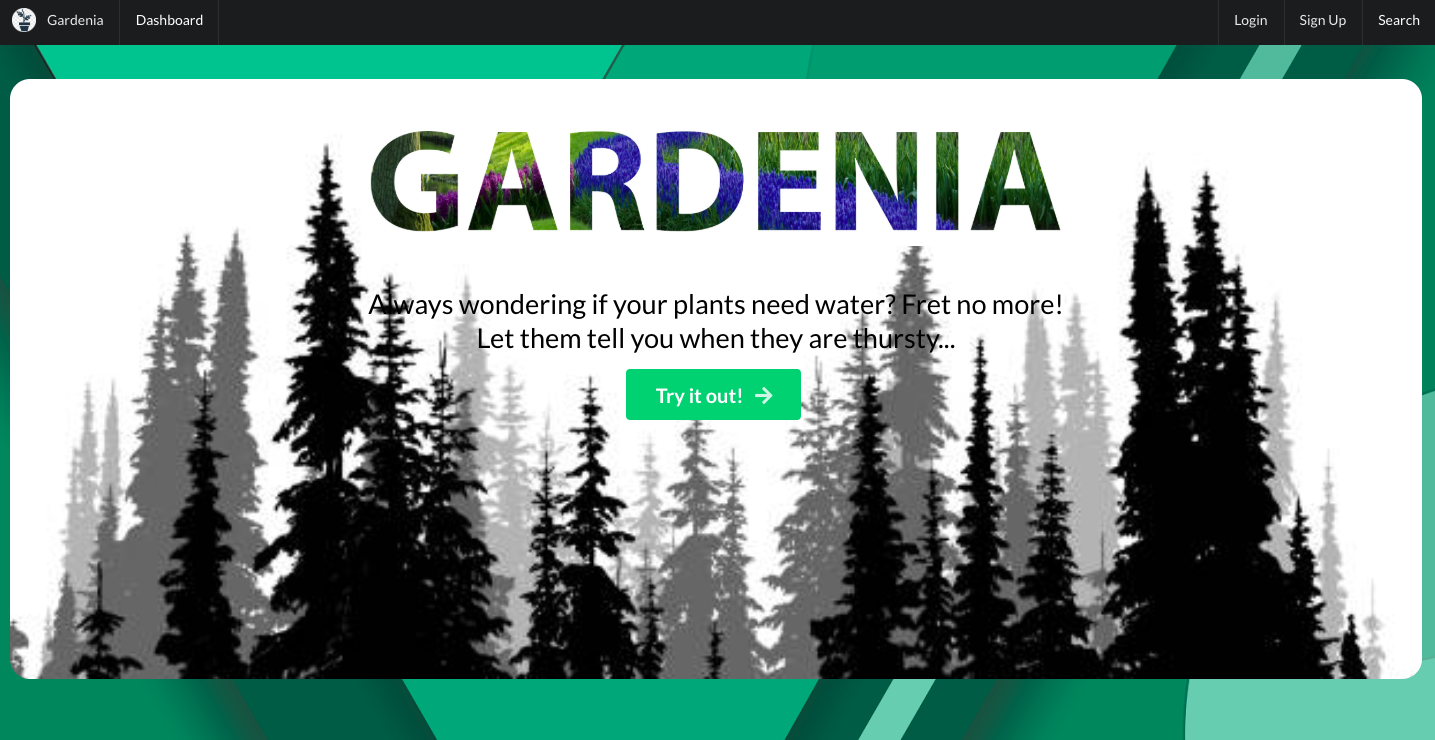 Gardenia
Dashboard
Login
Sign Up
Search
GARDENIA
Always wondering if your plants need water? Fret no more!
Let them tell you when they are thursty...
Try it out!